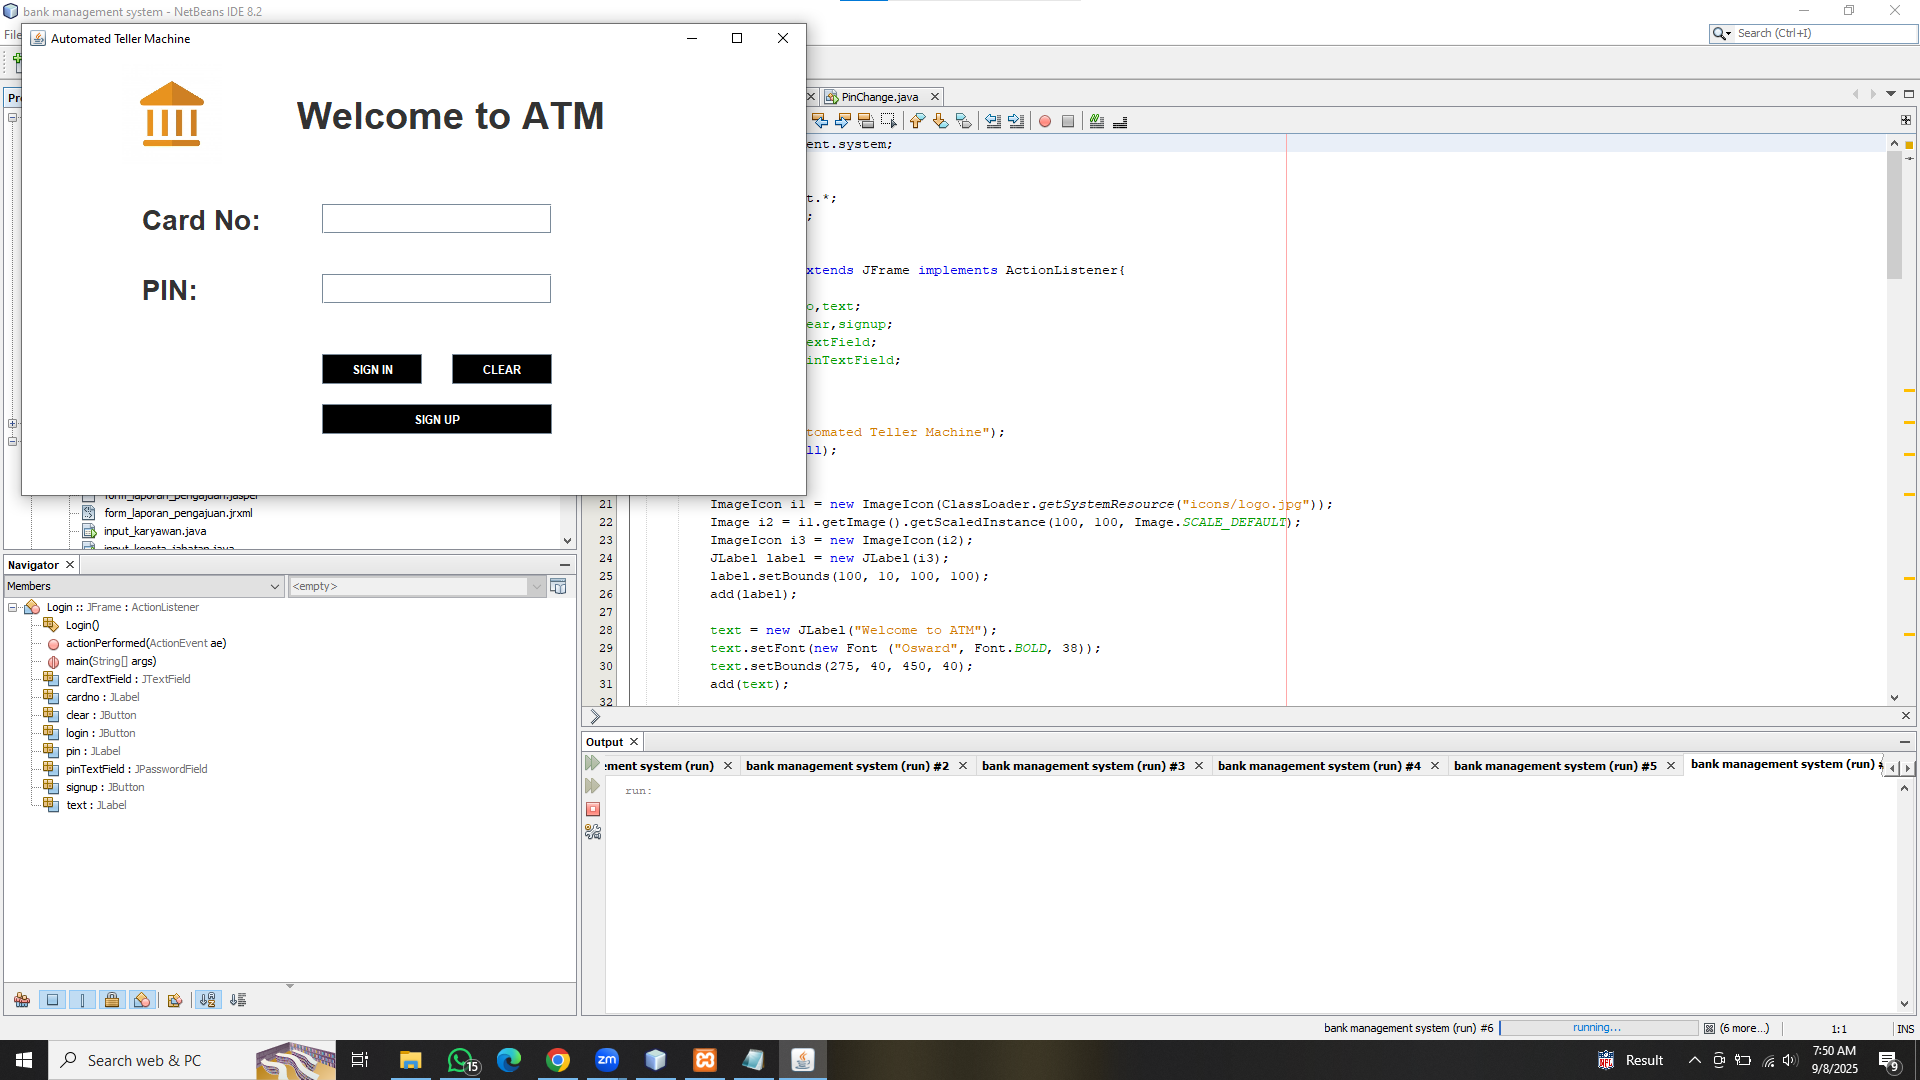 bank management system - NetBeans IDE 8.2
File
Search (Ctrl+I)
Automated Teller Machine
Welcome to ATM
Card No:
PIN:
SIGN IN
CLEAR
SIGN UP
PinChange.java
ent.system;
t.*;
;
xtends JFrame implements ActionListener{
o,text;
ear,signup;
extField;
inTextField;
tomated Teller Machine");
ll);
21 ImageIcon i1 = new ImageIcon(ClassLoader.getSystemResource("icons/logo.jpg"));
22 Image i2 = i1.getImage().getScaledInstance(100, 100, Image.SCALE_DEFAULT);
23 ImageIcon i3 = new ImageIcon(i2);
24 JLabel label = new JLabel(i3);
25 label.setBounds(100, 10, 100, 100);
26 add(label);
27
28 text = new JLabel("Welcome to ATM");
29 text.setFont(new Font ("Osward", Font.BOLD, 38));
30 text.setBounds(275, 40, 450, 40);
31 add(text);
32
form_laporan_pengajuan.jasper
form_laporan_pengajuan.jrxml
input_karyawan.java
Navigator
Members
<empty>
Login :: JFrame : ActionListener
Login()
actionPerformed(ActionEvent ae)
main(String[] args)
cardTextField : JTextField
cardno : JLabel
clear : JButton
login : JButton
pin : JLabel
pinTextField : JPasswordField
signup : JButton
text : JLabel
Output
ement system (run)
bank management system (run) #2
bank management system (run) #3
bank management system (run) #4
bank management system (run) #5
bank management system (run) #
run:
bank management system (run) #6
running...
(6 more...)
1:1
INS
Search web & PC
15
zm
Result
7:50 AM
9/8/2025
9